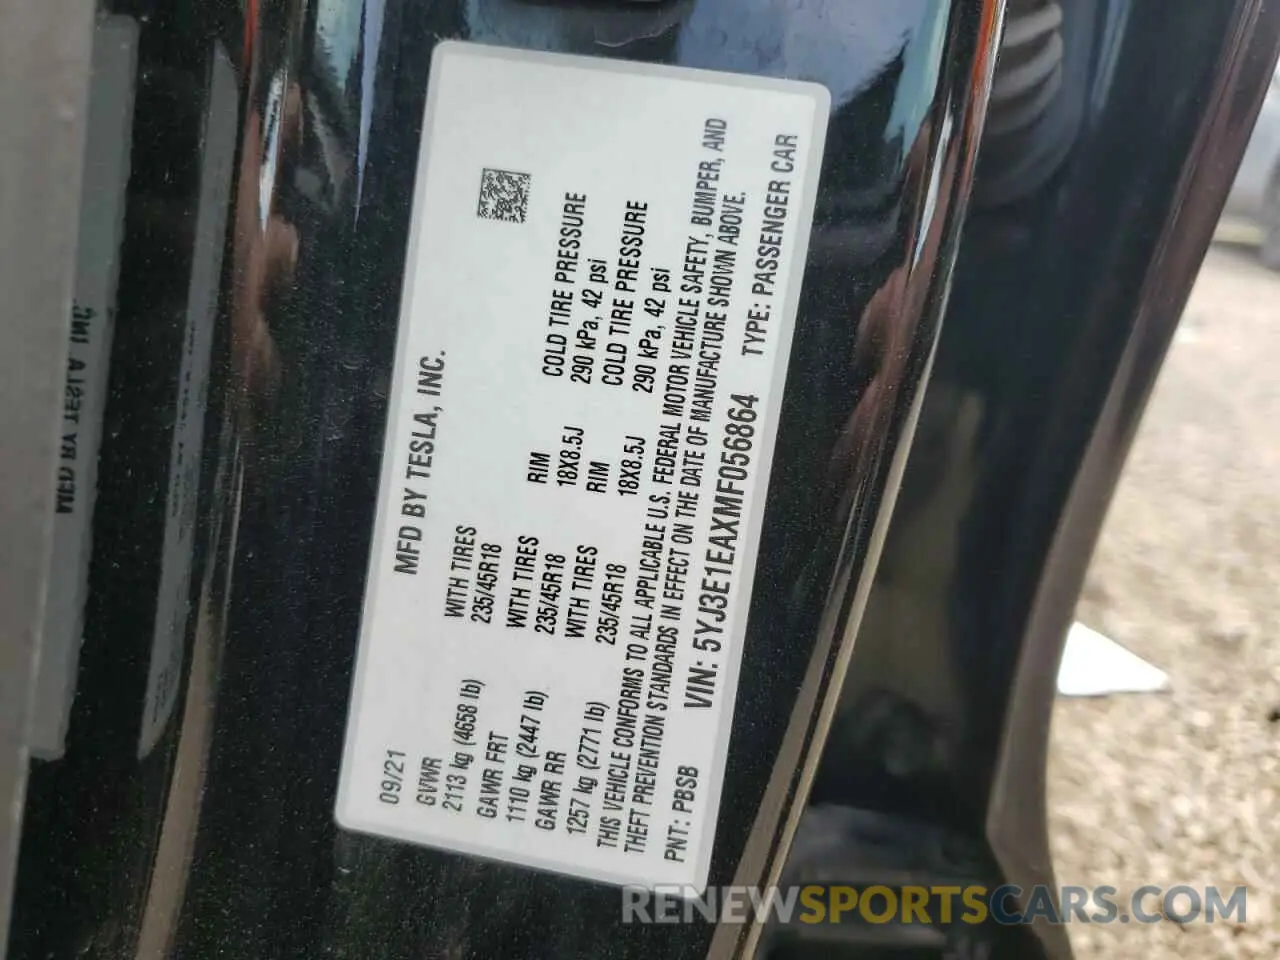 MFD BY TESLA, INC.
09/21
GVWR
2113 kg (4658 lb)
WITH TIRES
235/45R18
GAWR FRT
1110 kg (2447 lb)
WITH TIRES
235/45R18
RIM
18X8.5J
COLD TIRE PRESSURE
290 kPa, 42 psi
GAWR RR
1257 kg (2771 lb)
WITH TIRES
235/45R18
RIM
18X8.5J
COLD TIRE PRESSURE
290 kPa, 42 psi
THIS VEHICLE CONFORMS TO ALL APPLICABLE U.S. FEDERAL MOTOR VEHICLE SAFETY, BUMPER, AND
THEFT PREVENTION STANDARDS IN EFFECT ON THE DATE OF MANUFACTURE SHOWN ABOVE.
PNT: PBSB VIN: 5YJ3E1EAXMF056864 TYPE: PASSENGER CAR
MFD BY TESLA, INC.
RENEWSPORTSCARS.COM